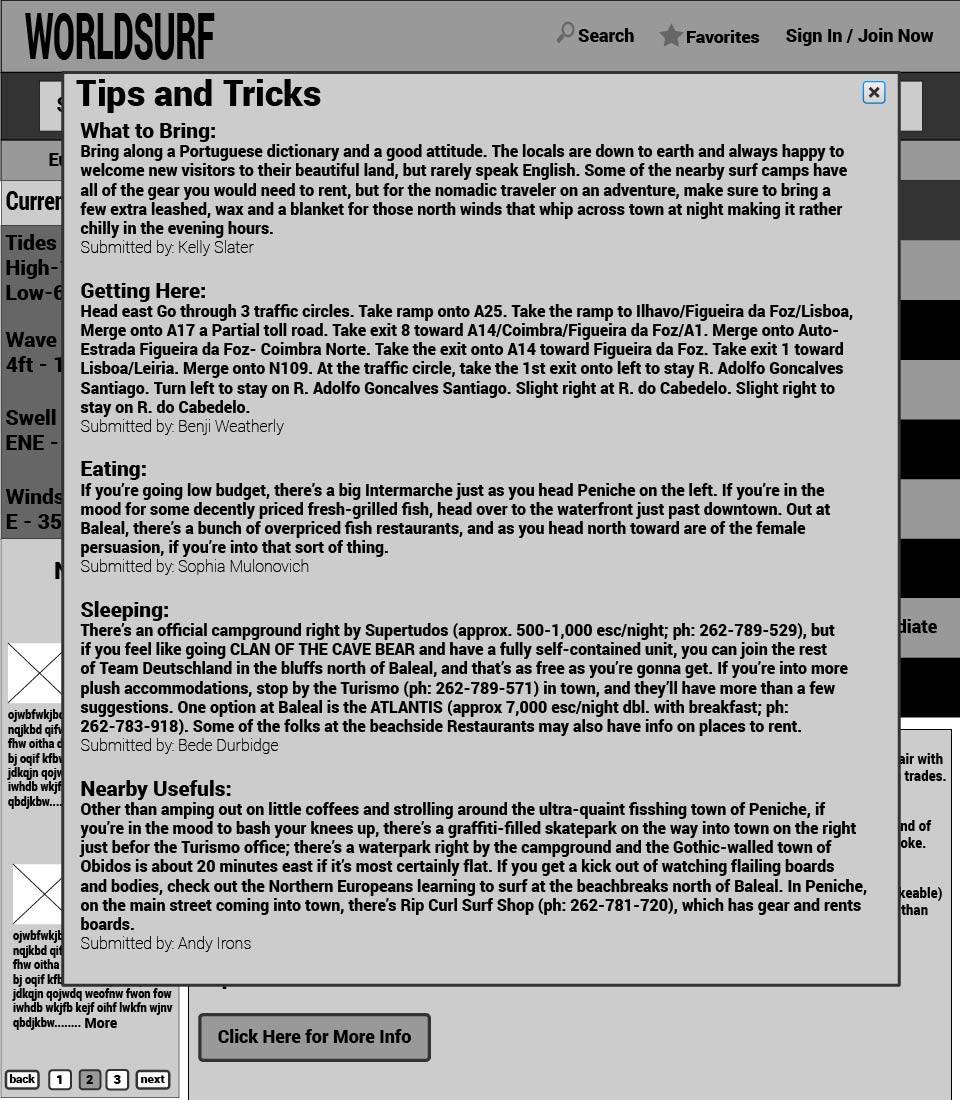 WORLDSURF
Search
Favorites
Sign In / Join Now
Tips and Tricks
What to Bring:
Bring along a Portuguese dictionary and a good attitude. The locals are down to earth and always happy to
welcome new visitors to their beautiful land, but rarely speak English. Some of the nearby surf camps have
all of the gear you would need to rent, but for the nomadic traveler on an adventure, make sure to bring a
few extra leashed, wax and a blanket for those north winds that whip across town at night making it rather
chilly in the evening hours.
Submitted by: Kelly Slater
Getting Here:
Head east Go through 3 traffic circles. Take ramp onto A25. Take the ramp to Ilhavo/Figueira da Foz/Lisboa,
Merge onto A17 a Partial toll road. Take exit 8 toward A14/Coimbra/Figueira da Foz/A1. Merge onto Auto-
Estrada Figueira da Foz- Coimbra Norte. Take the exit onto A14 toward Figueira da Foz. Take exit 1 toward
Lisboa/Leiria. Merge onto N109. At the traffic circle, take the 1st exit onto left to stay R. Adolfo Goncalves
Santiago. Turn left to stay on R. Adolfo Goncalves Santiago. Slight right at R. do Cabedelo. Slight right to
stay on R. do Cabedelo.
Submitted by: Benji Weatherly
Eating:
If you're going low budget, there's a big Intermarche just as you head Peniche on the left. If you're in the
mood for some decently priced fresh-grilled fish, head over to the waterfront just past downtown. Out at
Baleal, there's a bunch of overpriced fish restaurants, and as you head north toward are of the female
persuasion, if you're into that sort of thing.
Submitted by: Sophia Mulonovich
Sleeping:
There's an official campground right by Supertudos (approx. 500-1,000 esc/night; ph: 262-789-529), but
if you feel like going CLAN OF THE CAVE BEAR and have a fully self-contained unit, you can join the rest
of Team Deutschland in the bluffs north of Baleal, and that's as free as you're gonna get. If you're into more
plush accommodations, stop by the Turismo (ph: 262-789-571) in town, and they'll have more than a few
suggestions. One option at Baleal is the ATLANTIS (approx 7,000 esc/night dbl. with breakfast; ph:
262-783-918). Some of the folks at the beachside Restaurants may also have info on places to rent.
Submitted by: Bede Durbidge
Nearby Usefuls:
Other than amping out on little coffees and strolling around the ultra-quaint fisshing town of Peniche, if
you're in the mood to bash your knees up, there's a graffiti-filled skatepark on the way into town on the right
just befor the Turismo office; there's a waterpark right by the campground and the Gothic-walled town of
Obidos is about 20 minutes east if it's most certainly flat. If you get a kick out of watching flailing boards
and bodies, check out the Northern Europeans learning to surf at the beachbreaks north of Baleal. In Peniche,
on the main street coming into town, there's Rip Curl Surf Shop (ph: 262-781-720), which has gear and rents
boards.
Submitted by: Andy Irons
Tides
High-
Low-6
Wave
4ft - 1
Swell
ENE -
Winds
E - 35
air with
trades.
nd of
oke.
than
nqjkbd qif
fhw oitha
bj oqif kfb
jdkqjn qojwdq weofnw fwon fow
iwhdb wkjfb kejf oihf lwkfn wjnv
qbdjkbw........ More
back
1
2
3
next
Click Here for More Info